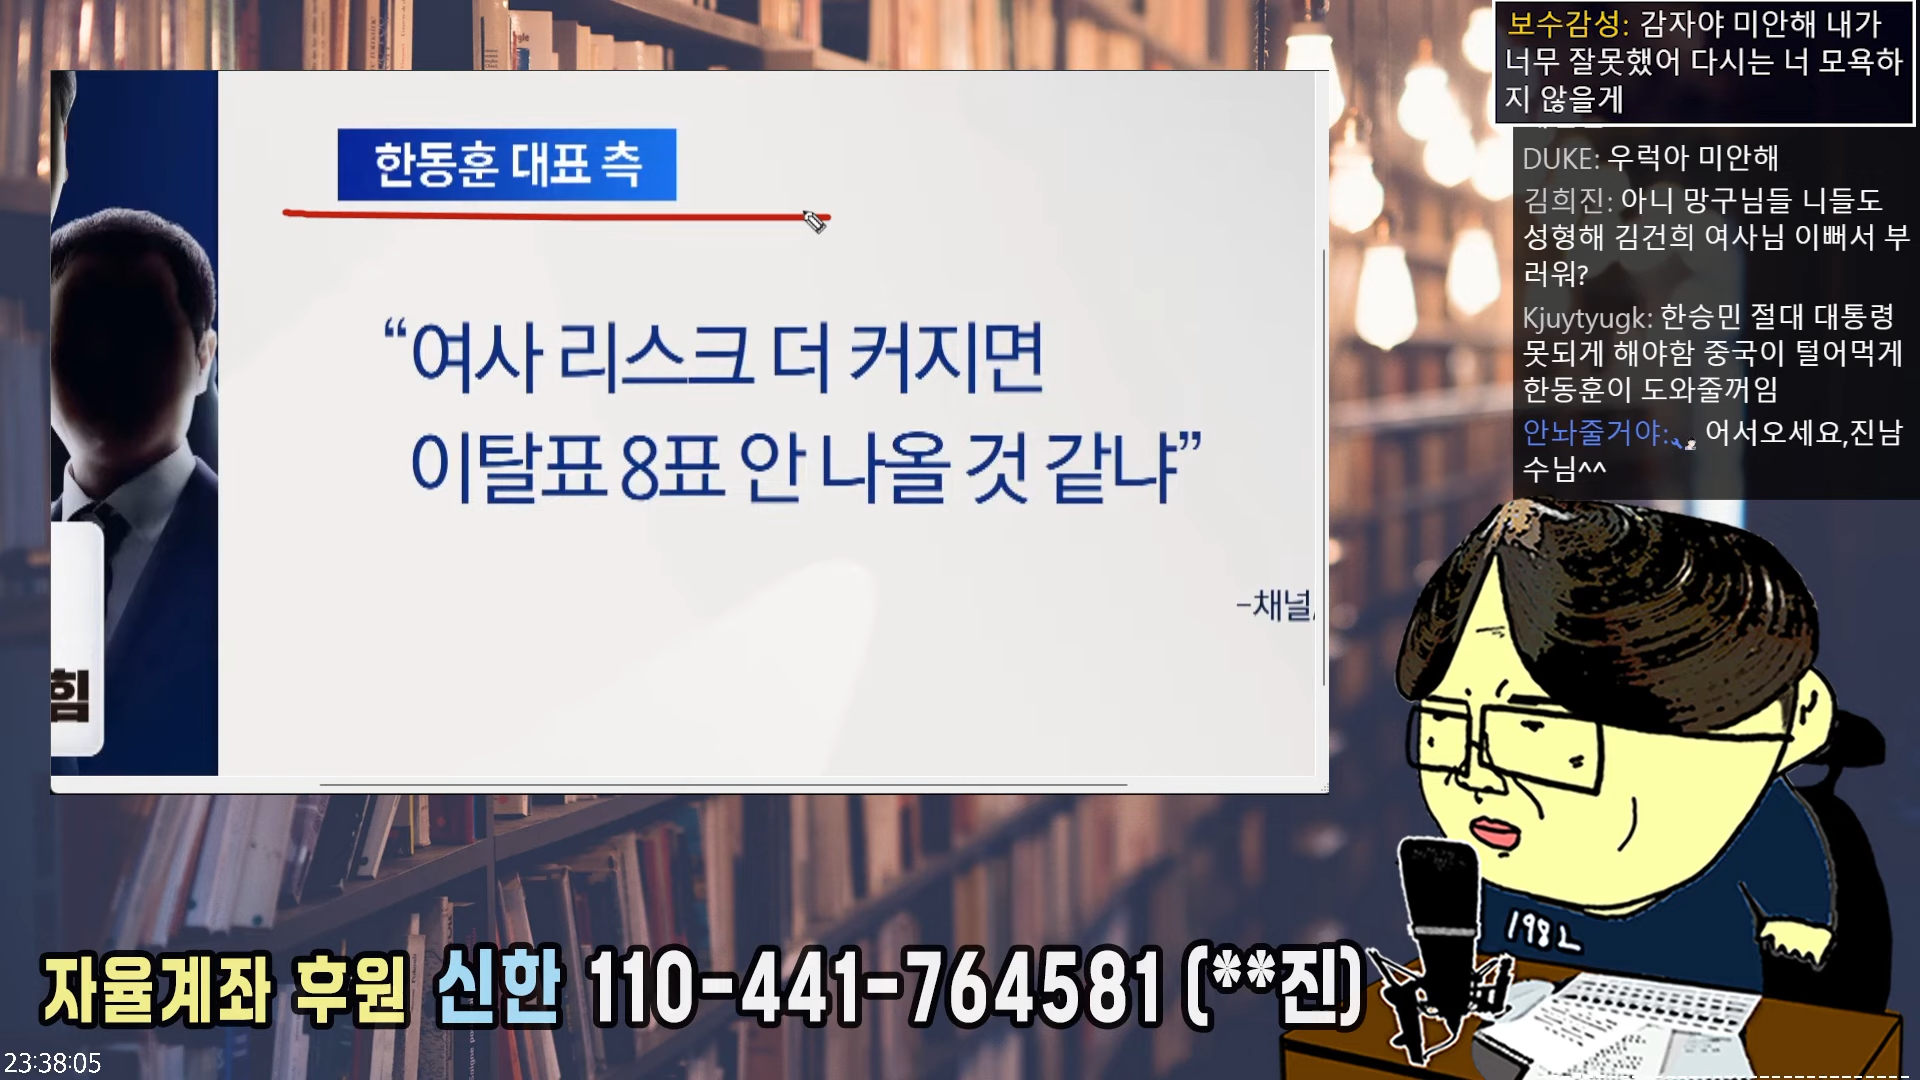 한동훈 대표 측
“여사 리스크 더 커지면
이탈표 8표 안 나올 것 같냐”
-채널
힘
보수감성: 감자야 미안해 내가
너무 잘못했어 다시는 너 모욕하
지 않을게
DUKE: 우럭아 미안해
김희진: 아니 망구님들 니들도
성형해 김건희 여사님 이뻐서 부
러워?
Kjuytyugk: 한승민 절대 대통령
못되게 해야함 중국이 털어먹게
한동훈이 도와줄꺼임
안놔줄거야: 어서오세요,진남
수님^^
1982
자율계좌 후원 신한 110-441-764581 (**진)
23:38:05